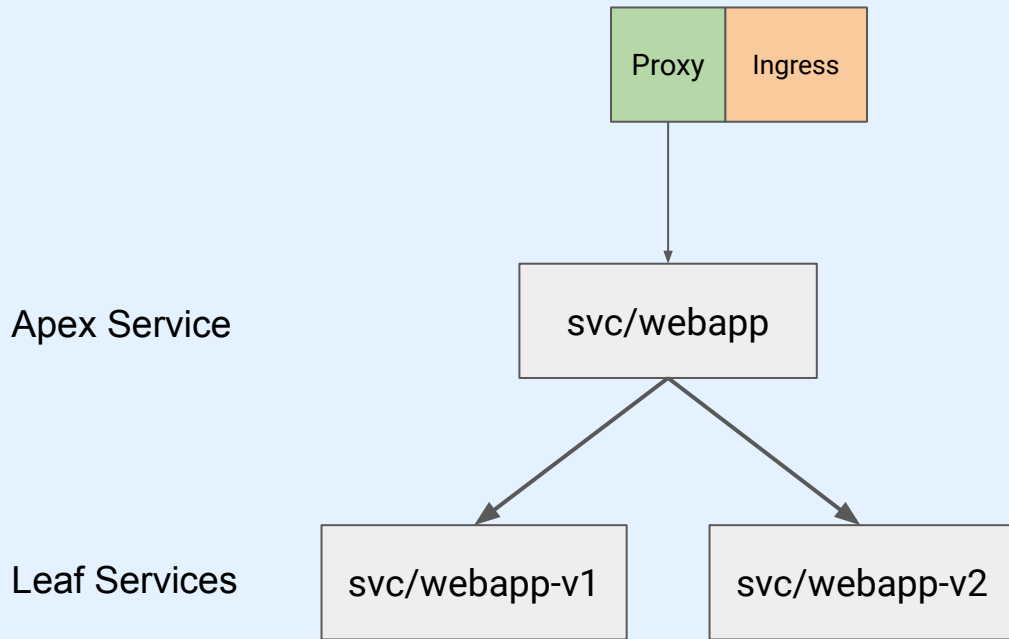 Proxy
Ingress
Apex Service
svc/webapp
Leaf Services
svc/webapp-v1
svc/webapp-v2